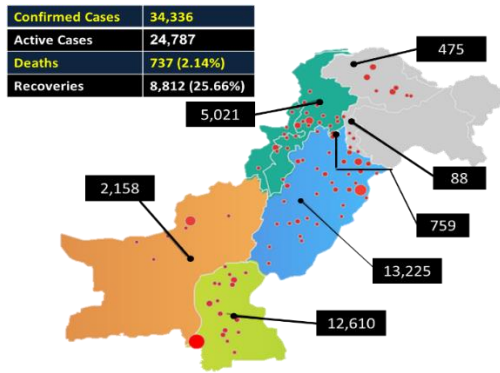 Confirmed Cases 34,336
Active Cases 24,787
Deaths 737 (2.14%)
Recoveries 8,812 (25.66%)
475
5,021
2,158
88
759
13,225
12,610